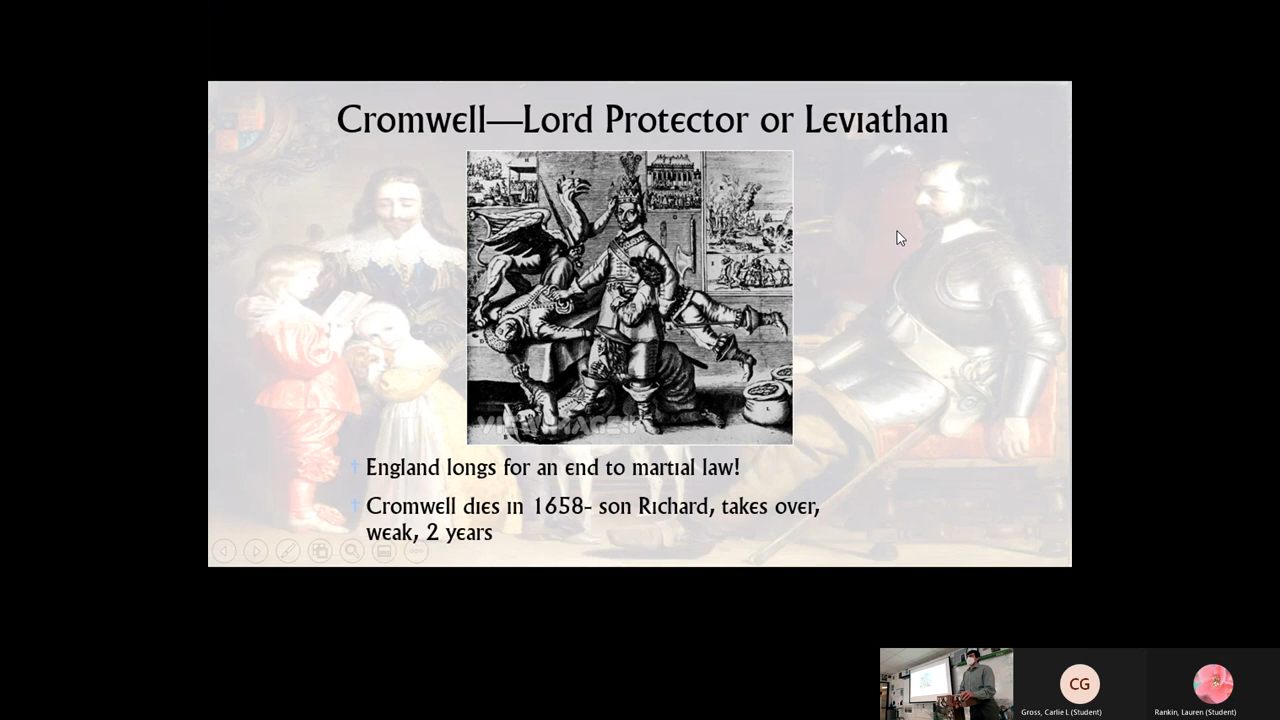 Cromwell—Lord Protector or Leviathan
England longs for an end to martial law!
Cromwell dies in 1658- son Richard, takes over,
weak, 2 years
CG
Gross, Carlie L (Student)
Rankin, Lauren (Student)